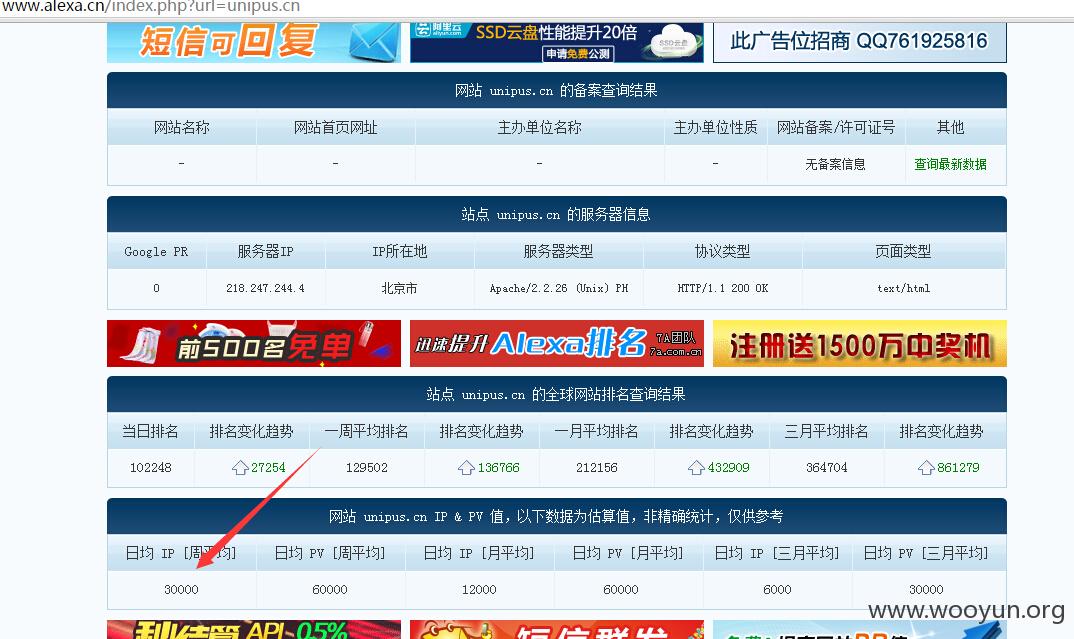 www.alexa.cn/index.php?url=unipus.cn
短信可回复
阿里云 aliyun.com SSD云盘性能提升20倍
申请免费公测
SSD云盘
此广告位招商 QQ761925816
网站 unipus.cn 的备案查询结果
网站名称 网站首页网址 主办单位名称 主办单位性质 网站备案/许可证号 其他
- - - - 无备案信息 查询最新数据
站点 unipus.cn 的服务器信息
Google PR 服务器IP IP所在地 服务器类型 协议类型 页面类型
0 218.247.244.4 北京市 Apache/2.2.26 (Unix) PH HTTP/1.1 200 OK text/html
前500名免单
迅速提升Alexa排名 7A团队
7a.com.cn
注册送1500万中奖机
站点 unipus.cn 的全球网站排名查询结果
当日排名 排名变化趋势 一周平均排名 排名变化趋势 一月平均排名 排名变化趋势 三月平均排名 排名变化趋势
102248 27254 129502 136766 212156 432909 364704 861279
网站 unipus.cn IP & PV 值，以下数据为估算值，非精确统计，仅供参考
日均 IP [周平均] 日均 PV [周平均] 日均 IP [月平均] 日均 PV [月平均] 日均 IP [三月平均] 日均 PV [三月平均]
30000 60000 12000 60000 6000 30000
www.wooyun.org
API 0.5%
短信群发